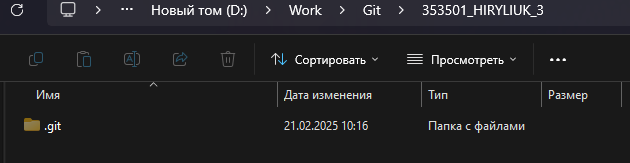 Новый том (D:) > Work > Git > 353501_HIRYLIUK_3
Сортировать Просмотреть
Имя Дата изменения Тип Размер
.git 21.02.2025 10:16 Папка с файлами